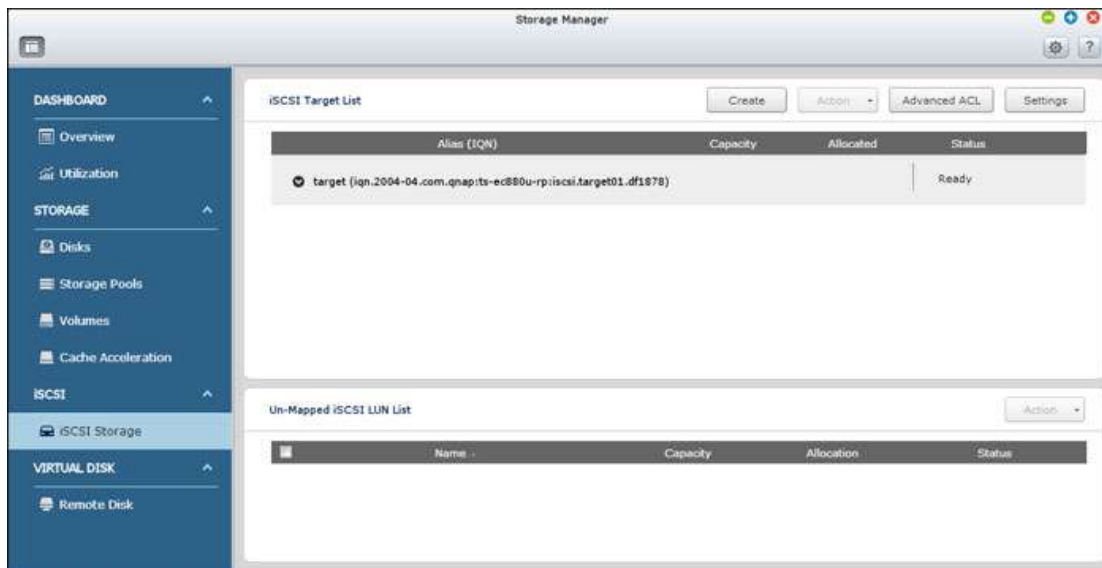 Storage Manager
?
DASHBOARD
Overview
Utilization
STORAGE
Disks
Storage Pools
Volumes
Cache Acceleration
iSCSI
iSCSI Storage
VIRTUAL DISK
Remote Disk
iSCSI Target List
Create Action Advanced ACL Settings
Alias (IQN) Capacity Allocated Status
target (iqn.2004-04.com.qnap:ts-ec880u-rp:iscsi.target01.df1878) Ready
Un-Mapped iSCSI LUN List
Action
Name Capacity Allocation Status